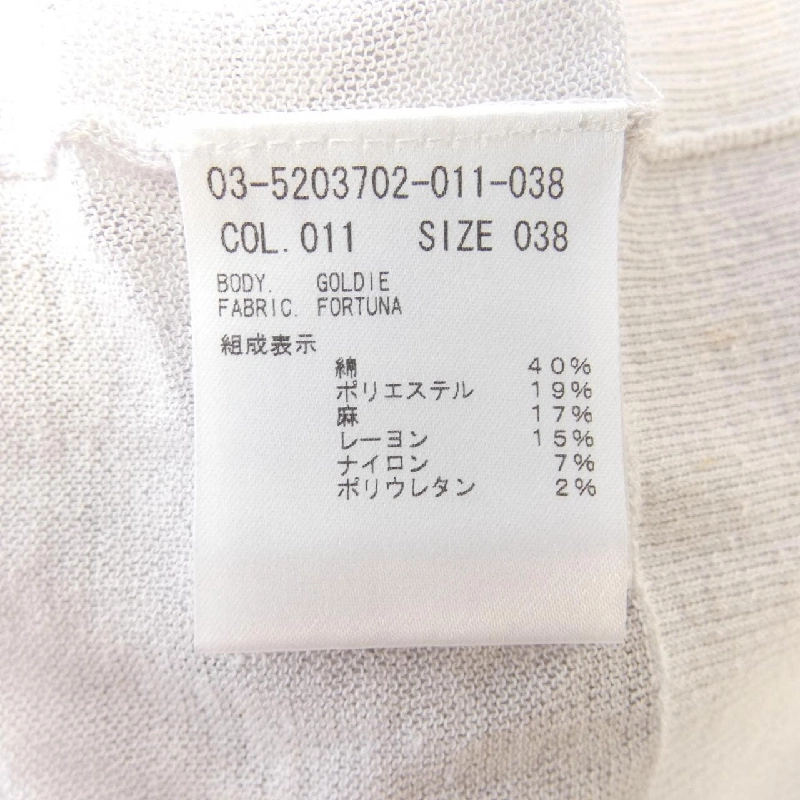 03-5203702-011-038
COL.011 SIZE 038
BODY. GOLDIE
FABRIC. FORTUNA
組成表示
綿 40%
ポリエステル 19%
麻 17%
レーヨン 15%
ナイロン 7%
ポリウレタン 2%